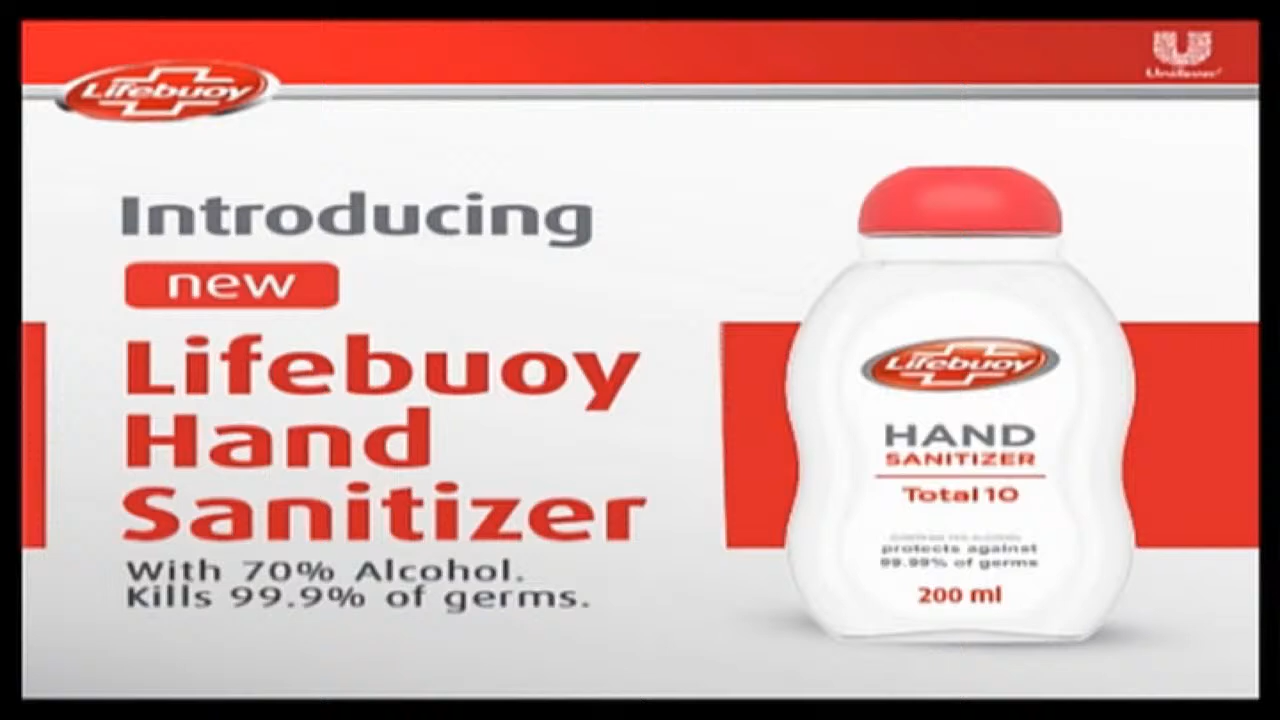 Lifebuoy
Unilever
Introducing
new
Lifebuoy
Hand
Sanitizer
With 70% Alcohol.
Kills 99.9% of germs.
Lifebuoy
HAND
SANITIZER
Total 10
protects against
99.99% of germs
200 ml